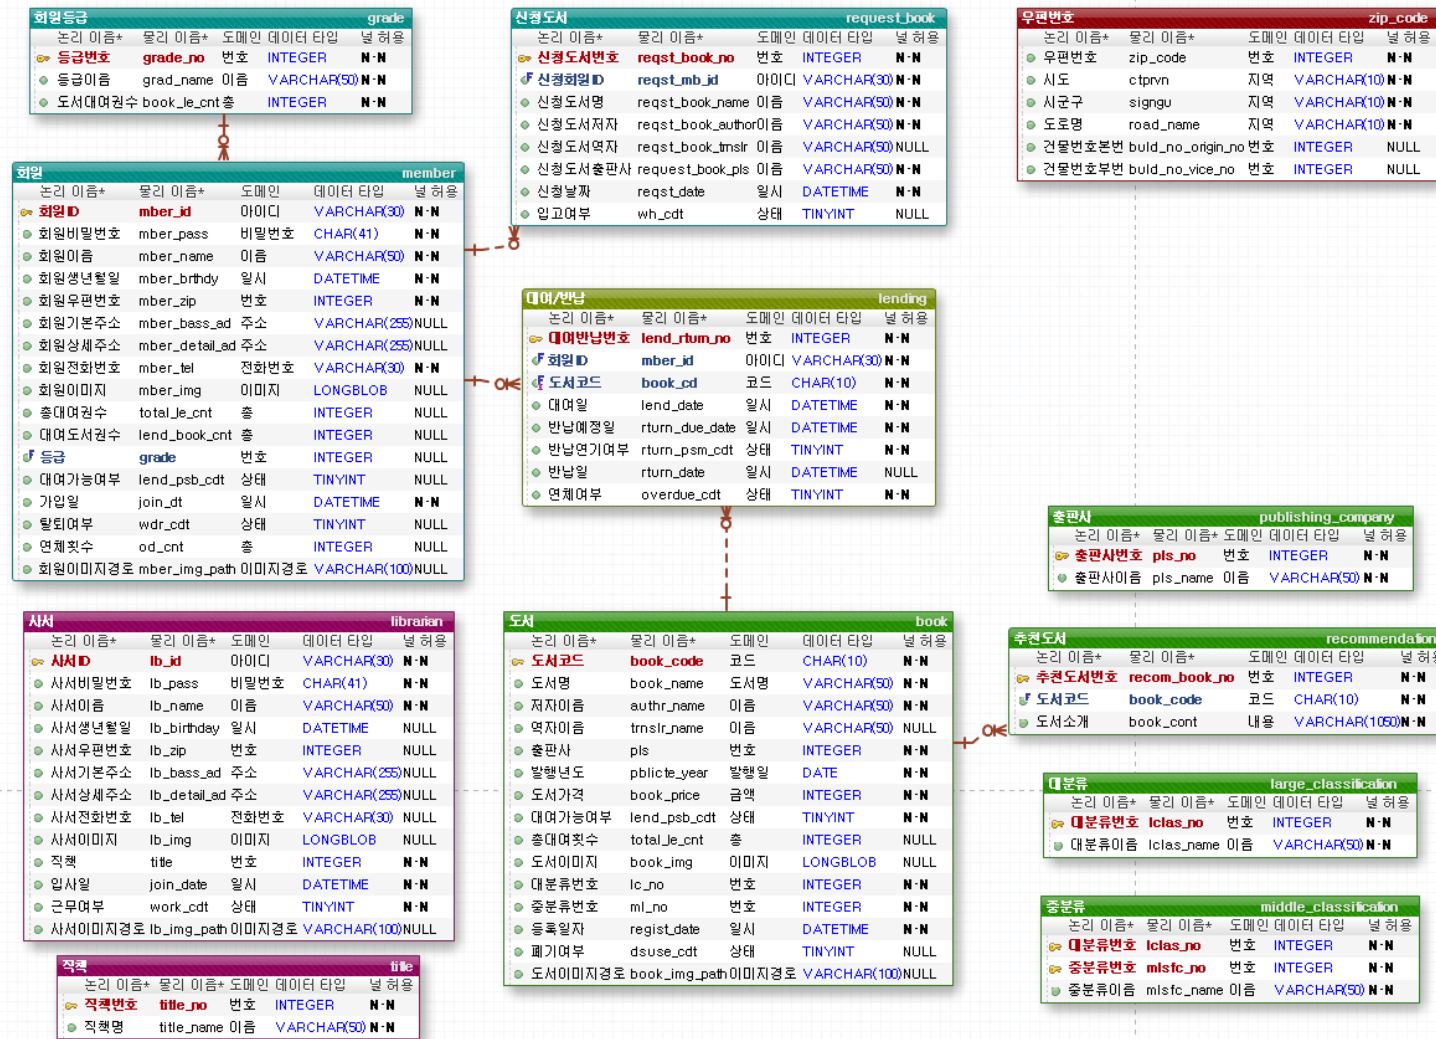 회원등급 grade
논리 이름* 물리 이름* 도메인 데이터 타입 널 허용
등급번호 grade_no 번호 INTEGER N-N
등급이름 grad_name 이름 VARCHAR(50) N-N
도서대여권수 book_le_cnt 총 INTEGER N-N
회원 member
논리 이름* 물리 이름* 도메인 데이터 타입 널 허용
회원ID mber_id 아이디 VARCHAR(30) N-N
회원비밀번호 mber_pass 비밀번호 CHAR(41) N-N
회원이름 mber_name 이름 VARCHAR(50) N-N
회원생년월일 mber_brthdy 일시 DATETIME N-N
회원우편번호 mber_zip 번호 INTEGER N-N
회원기본주소 mber_bass_ad 주소 VARCHAR(255) NULL
회원상세주소 mber_detail_ad 주소 VARCHAR(255) NULL
회원전화번호 mber_tel 전화번호 VARCHAR(30) N-N
회원이미지 mber_img 이미지 LONGBLOB NULL
총대여권수 total_le_cnt 총 INTEGER NULL
대여도서권수 lend_book_cnt 총 INTEGER NULL
등급 grade 번호 INTEGER NULL
대여가능여부 lend_psb_cdt 상태 TINYINT NULL
가입일 join_dt 일시 DATETIME N-N
탈퇴여부 wdr_cdt 상태 TINYINT NULL
연체횟수 od_cnt 총 INTEGER NULL
회원이미지경로 mber_img_path 이미지경로 VARCHAR(100) NULL
사서 librarian
논리 이름* 물리 이름* 도메인 데이터 타입 널 허용
사서ID lb_id 아이디 VARCHAR(30) N-N
사서비밀번호 lb_pass 비밀번호 CHAR(41) N-N
사서이름 lb_name 이름 VARCHAR(50) N-N
사서생년월일 lb_birthday 일시 DATETIME NULL
사서우편번호 lb_zip 번호 INTEGER NULL
사서기본주소 lb_bass_ad 주소 VARCHAR(255) NULL
사서상세주소 lb_detail_ad 주소 VARCHAR(255) NULL
사서전화번호 lb_tel 전화번호 VARCHAR(30) NULL
사서이미지 lb_img 이미지 LONGBLOB NULL
직책 title 번호 INTEGER N-N
입사일 join_date 일시 DATETIME N-N
근무여부 work_cdt 상태 TINYINT N-N
사서이미지경로 lb_img_path 이미지경로 VARCHAR(100) NULL
직책 title
논리 이름* 물리 이름* 도메인 데이터 타입 널 허용
직책번호 title_no 번호 INTEGER N-N
직책명 title_name 이름 VARCHAR(50) N-N
신청도서 request_book
논리 이름* 물리 이름* 도메인 데이터 타입 널 허용
신청도서번호 reqst_book_no 번호 INTEGER N-N
신청회원ID reqst_mb_id 아이디 VARCHAR(30) N-N
신청도서명 reqst_book_name 이름 VARCHAR(50) N-N
신청도서저자 reqst_book_author 이름 VARCHAR(50) N-N
신청도서역자 reqst_book_trnslr 이름 VARCHAR(50) NULL
신청도서출판사 request_book_pls 이름 VARCHAR(50) N-N
신청날짜 reqst_date 일시 DATETIME N-N
입고여부 wh_cdt 상태 TINYINT NULL
대여/반납 lending
논리 이름* 물리 이름* 도메인 데이터 타입 널 허용
대여반납번호 lend_rturn_no 번호 INTEGER N-N
회원ID mber_id 아이디 VARCHAR(30) N-N
도서코드 book_cd 코드 CHAR(10) N-N
대여일 lend_date 일시 DATETIME N-N
반납예정일 rturn_due_date 일시 DATETIME N-N
반납연기여부 rturn_psm_cdt 상태 TINYINT N-N
반납일 rturn_date 일시 DATETIME NULL
연체여부 overdue_cdt 상태 TINYINT N-N
도서 book
논리 이름* 물리 이름* 도메인 데이터 타입 널 허용
도서코드 book_code 코드 CHAR(10) N-N
도서명 book_name 도서명 VARCHAR(50) N-N
저자이름 authr_name 이름 VARCHAR(50) N-N
역자이름 trnslr_name 이름 VARCHAR(50) NULL
출판사 pls 번호 INTEGER N-N
발행년도 pblicte_year 발행일 DATE N-N
도서가격 book_price 금액 INTEGER N-N
대여가능여부 lend_psb_cdt 상태 TINYINT N-N
총대여횟수 total_le_cnt 총 INTEGER NULL
도서이미지 book_img 이미지 LONGBLOB NULL
대분류번호 lc_no 번호 INTEGER N-N
중분류번호 ml_no 번호 INTEGER N-N
등록일자 regist_date 일시 DATETIME N-N
폐기여부 dsuse_cdt 상태 TINYINT NULL
도서이미지경로 book_img_path 이미지경로 VARCHAR(100) NULL
우편번호 zip_code
논리 이름* 물리 이름* 도메인 데이터 타입 널 허용
우편번호 zip_code 번호 INTEGER N-N
시도 ctprvn 지역 VARCHAR(10) N-N
시군구 signgu 지역 VARCHAR(10) N-N
도로명 road_name 지역 VARCHAR(10) N-N
건물번호본번 buld_no_origin_no 번호 INTEGER NULL
건물번호부번 buld_no_vice_no 번호 INTEGER NULL
출판사 publishing_company
논리 이름* 물리 이름* 도메인 데이터 타입 널 허용
출판사번호 pls_no 번호 INTEGER N-N
출판사이름 pls_name 이름 VARCHAR(50) N-N
추천도서 recommendation
논리 이름* 물리 이름* 도메인 데이터 타입 널 허
추천도서번호 recom_book_no 번호 INTEGER N-N
도서코드 book_code 코드 CHAR(10) N-N
도서소개 book_cont 내용 VARCHAR(1050) N-N
대분류 large_classification
논리 이름* 물리 이름* 도메인 데이터 타입 널 허용
대분류번호 lclas_no 번호 INTEGER N-N
대분류이름 lclas_name 이름 VARCHAR(50) N-N
중분류 middle_classification
논리 이름* 물리 이름* 도메인 데이터 타입 널 허용
대분류번호 lclas_no 번호 INTEGER N-N
중분류번호 mlsfc_no 번호 INTEGER N-N
중분류이름 mlsfc_name 이름 VARCHAR(50) N-N